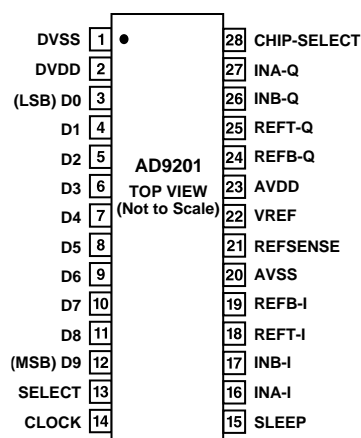 DVSS 1 28 CHIP-SELECT
DVDD 2 27 INA-Q
(LSB) D0 3 26 INB-Q
D1 4 25 REFT-Q
D2 5 24 REFB-Q
D3 6 23 AVDD
D4 7 22 VREF
D5 8 21 REFSENSE
D6 9 20 AVSS
D7 10 19 REFB-I
D8 11 18 REFT-I
(MSB) D9 12 17 INB-I
SELECT 13 16 INA-I
CLOCK 14 15 SLEEP
AD9201
TOP VIEW
(Not to Scale)